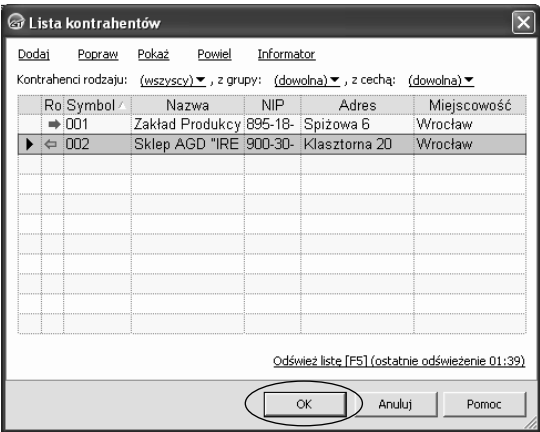 Lista kontrahentów
Dodaj Popraw Pokaż Powiel Informator
Kontrahenci rodzaju: (wszyscy) , z grupy: (dowolna) , z cechą: (dowolna)
Ro Symbol Nazwa NIP Adres Miejscowość
001 Zakład Produkcy 895-18- Spiżowa 6 Wrocław
002 Sklep AGD "IRE 900-30- Klasztorna 20 Wrocław
Odśwież listę [F5] (ostatnie odświeżenie 01:39)
OK Anuluj Pomoc